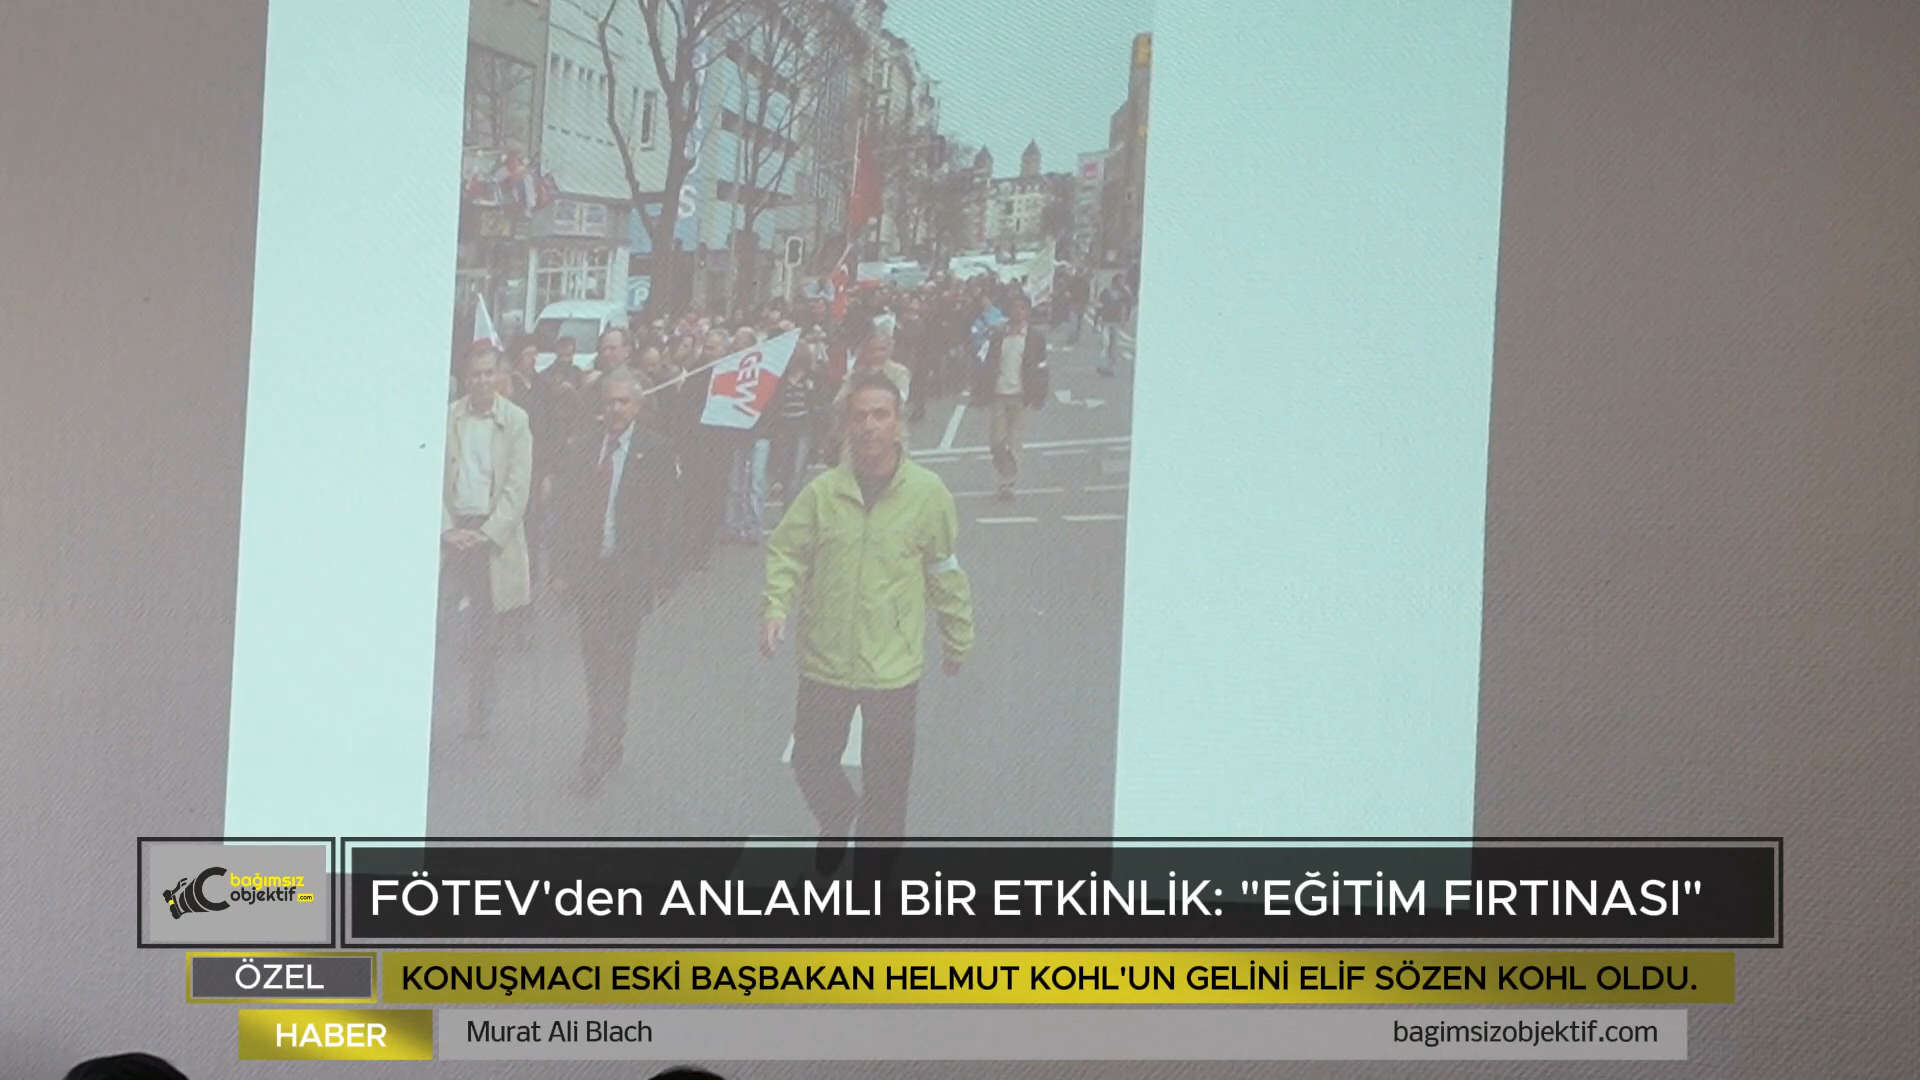 S
GEW
bağımsız
objektif.com
FÖTEV'den ANLAMLI BİR ETKİNLİK: "EĞİTİM FIRTINASI"
ÖZEL
KONUŞMACI ESKİ BAŞBAKAN HELMUT KOHL'UN GELİNİ ELİF SÖZEN KOHL OLDU.
HABER
Murat Ali Blach
bagimsizobjektif.com